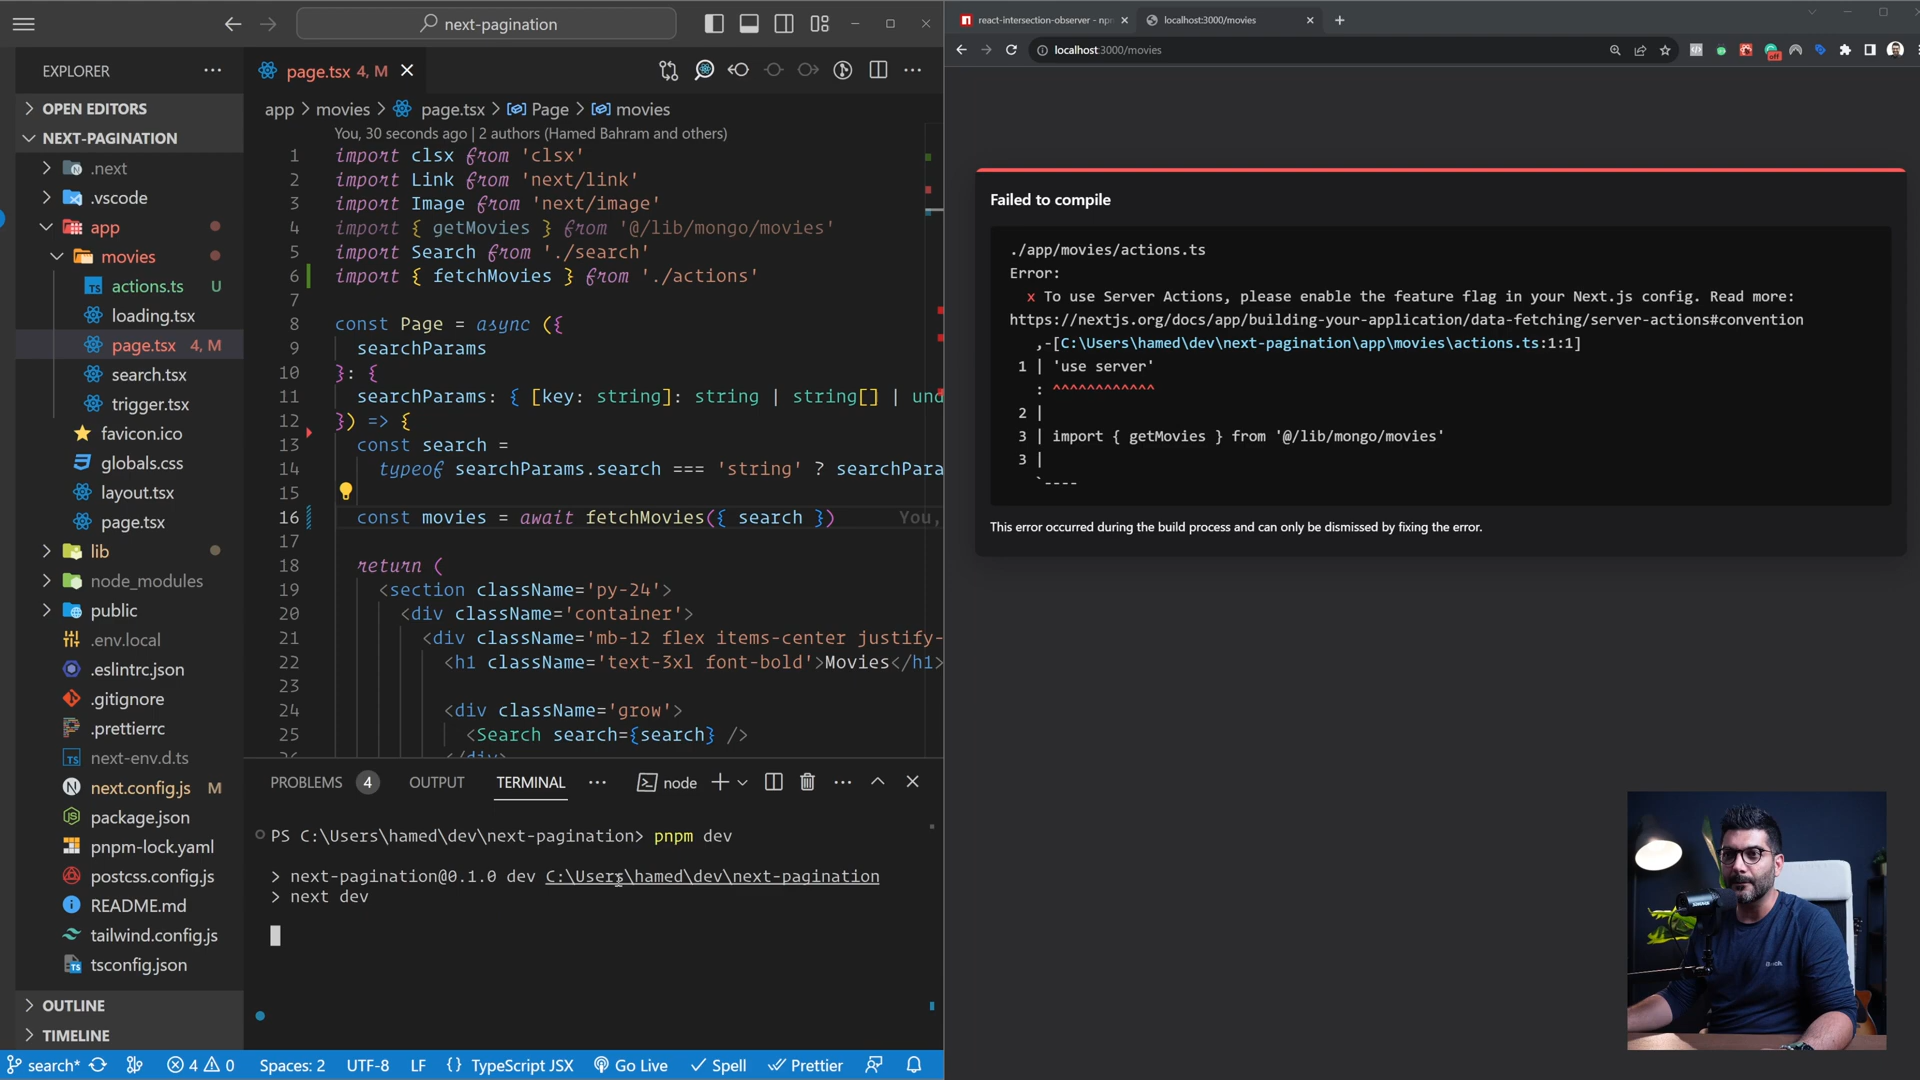 next-pagination
EXPLORER
OPEN EDITORS
NEXT-PAGINATION
.next
.vscode
app
movies
actions.ts U
loading.tsx
page.tsx 4, M
search.tsx
trigger.tsx
favicon.ico
globals.css
layout.tsx
page.tsx
lib
node_modules
public
.env.local
.eslintrc.json
.gitignore
.prettierrc
next-env.d.ts
next.config.js M
package.json
pnpm-lock.yaml
postcss.config.js
README.md
tailwind.config.js
tsconfig.json
OUTLINE
TIMELINE
page.tsx 4, M
app > movies > page.tsx > Page > movies
You, 30 seconds ago | 2 authors (Hamed Bahram and others)
1 import clsx from 'clsx'
2 import Link from 'next/link'
3 import Image from 'next/image'
4 import { getMovies } from '@/lib/mongo/movies'
5 import Search from './search'
6 import { fetchMovies } from './actions'
7
8 const Page = async ({
9 searchParams
10 }: {
11 searchParams: { [key: string]: string | string[] | und
12 }) => {
13 const search =
14 typeof searchParams.search === 'string' ? searchPara
15
16 const movies = await fetchMovies({ search }) You,
17
18 return (
19 <section className='py-24'>
20 <div className='container'>
21 <div className='mb-12 flex items-center justify-
22 <h1 className='text-3xl font-bold'>Movies</h1>
23
24 <div className='grow'>
25 <Search search={search} />
26 </div>
PROBLEMS 4 OUTPUT TERMINAL node
PS C:\Users\hamed\dev\next-pagination> pnpm dev
> next-pagination@0.1.0 dev C:\Users\hamed\dev\next-pagination
> next dev
search* 4 0 Spaces: 2 UTF-8 LF {} TypeScript JSX Go Live Spell Prettier
react-intersection-observer - npm
localhost:3000/movies
localhost:3000/movies
off
Failed to compile
./app/movies/actions.ts
Error:
x To use Server Actions, please enable the feature flag in your Next.js config. Read more:
https://nextjs.org/docs/app/building-your-application/data-fetching/server-actions#convention
,-[C:\Users\hamed\dev\next-pagination\app\movies\actions.ts:1:1]
1 | 'use server'
: ^^^^^^^^^^^^
2 |
3 | import { getMovies } from '@/lib/mongo/movies'
3 |
`----
This error occurred during the build process and can only be dismissed by fixing the error.